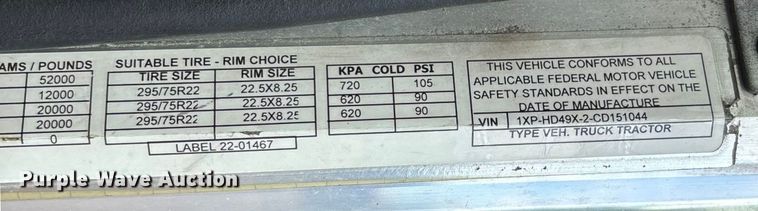 AMS / POUNDS
52000
12000
20000
20000
0
SUITABLE TIRE - RIM CHOICE
TIRE SIZE RIM SIZE
295/75R22 22.5X8.25
295/75R22 22.5X8.25
295/75R22 22.5X8.25
LABEL 22-01467
KPA COLD PSI
720 105
620 90
620 90
THIS VEHICLE CONFORMS TO ALL
APPLICABLE FEDERAL MOTOR VEHICLE
SAFETY STANDARDS IN EFFECT ON THE
DATE OF MANUFACTURE
VIN 1XP-HD49X-2-CD151044
TYPE VEH. TRUCK TRACTOR
Purple Wave Auction